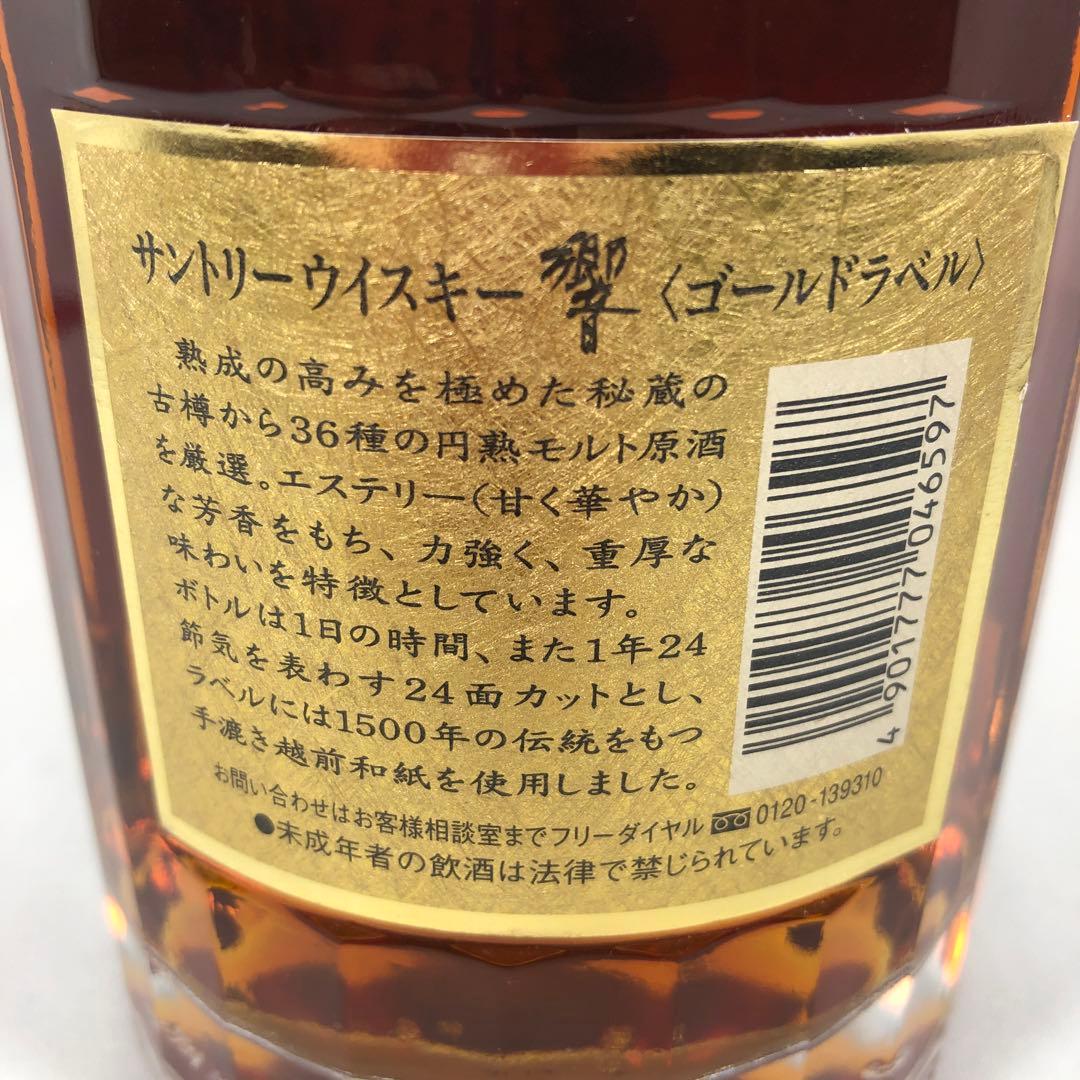 サントリーウイスキー 響 〈ゴールドラベル〉
熟成の高みを極めた秘蔵の
古樽から36種の円熟モルト原酒
を厳選。エステリー(甘く華やか)
な芳香をもち、力強く、重厚な
味わいを特徴としています。
ボトルは1日の時間、また1年24
節気を表わす24面カットとし、
ラベルには1500年の伝統をもつ
手漉き越前和紙を使用しました。
お問い合わせはお客様相談室までフリーダイヤル 0120-139310
●未成年者の飲酒は法律で禁じられています。
4 901777 046597